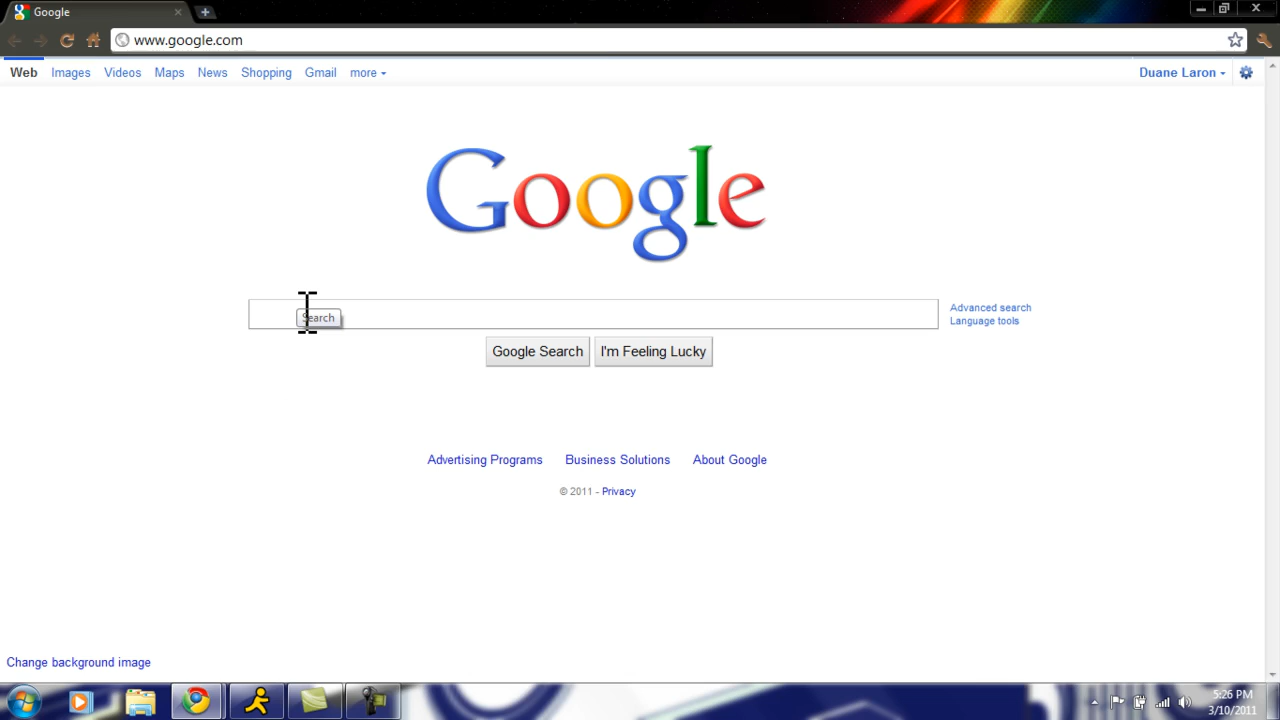 Google
www.google.com
Web Images Videos Maps News Shopping Gmail more Duane Laron
Google
Search
Advanced search
Language tools
Google Search I'm Feeling Lucky
Advertising Programs Business Solutions About Google
© 2011 - Privacy
Change background image
5:26 PM
3/10/2011